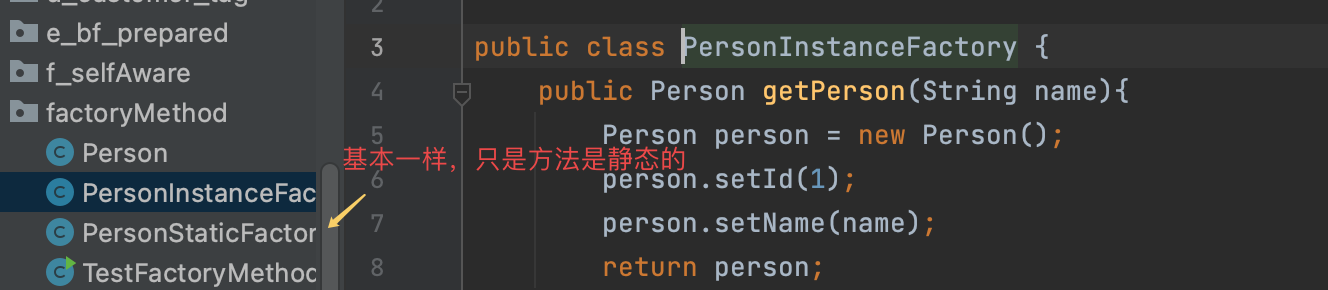 e_bf_prepared
f_selfAware
factoryMethod
Person
PersonInstanceFac
PersonStaticFactor
TestFactoryMethod
基本一样，只是方法是静态的
2
3 public class PersonInstanceFactory {
4 public Person getPerson(String name){
5 Person person = new Person();
6 person.setId(1);
7 person.setName(name);
8 return person;